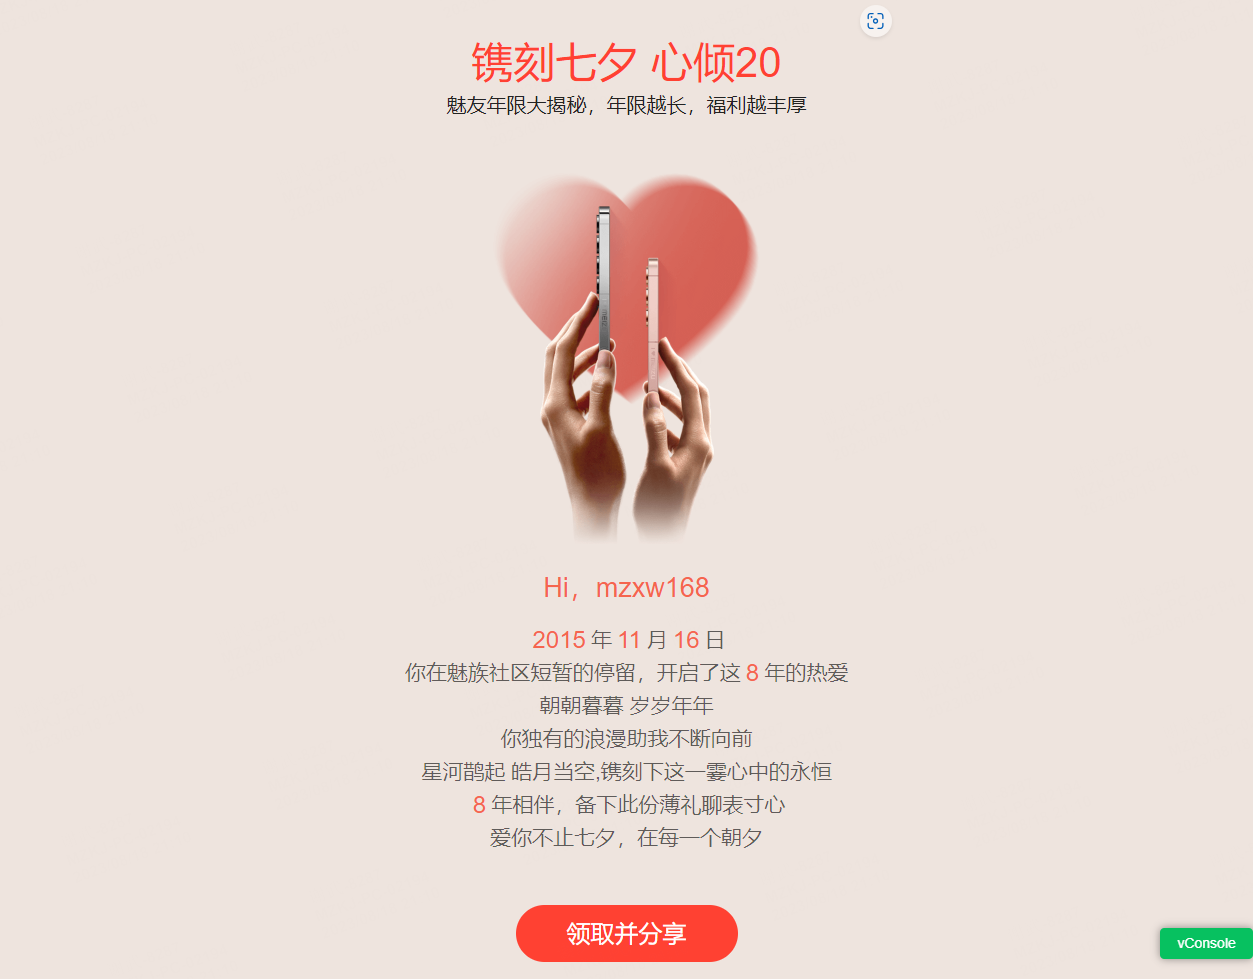 镌刻七夕 心倾20
魅友年限大揭秘，年限越长，福利越丰厚
Hi，mzxw168
2015 年 11 月 16 日
你在魅族社区短暂的停留，开启了这 8 年的热爱
朝朝暮暮 岁岁年年
你独有的浪漫助我不断向前
星河鹊起 皓月当空,镌刻下这一霎心中的永恒
8 年相伴，备下此份薄礼聊表寸心
爱你不止七夕，在每一个朝夕
领取并分享
vConsole